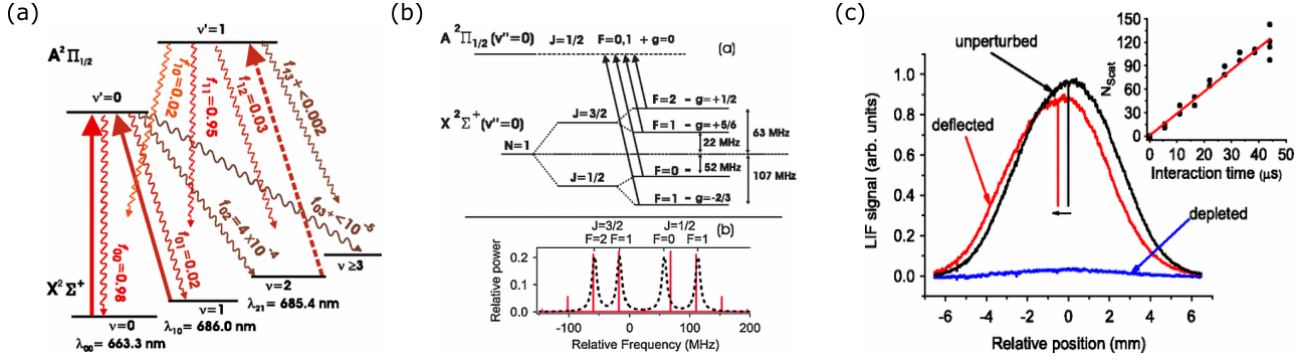 (a)
ν'=1
A²Π₁/₂
ν'=0
f₁₀=0.02
f₁₁=0.95
f₁₂=0.03
f₁₃+<0.002
f₀₀=0.98
f₀₁=0.02
f₀₂=4×10⁻⁴
f₀₃+<10⁻⁵
X²Σ⁺
ν=0
λ₀₀= 663.3 nm
ν=1
λ₁₀= 686.0 nm
ν=2
λ₂₁= 685.4 nm
ν≥3
(b)
A²Π₁/₂(ν''=0) J=1/2 F=0,1 + g=0
(a)
X²Σ⁺(ν''=0)
N=1
J=3/2
J=1/2
F=2 – g=+1/2
F=1 – g=+5/6
F=0
F=1 – g=-2/3
22 MHz
63 MHz
52 MHz
107 MHz
(b)
J=3/2 J=1/2
F=2 F=1 F=0 F=1
Relative power
0.2
0.1
0.0
-100 0 100 200
Relative Frequency (MHz)
(c)
LIF signal (arb. units)
1.0
0.8
0.6
0.4
0.2
0.0
-6 -4 -2 0 2 4 6
Relative position (mm)
unperturbed
deflected
depleted
N_Scat
150
120
90
60
30
0
0 10 20 30 40 50
Interaction time (μs)